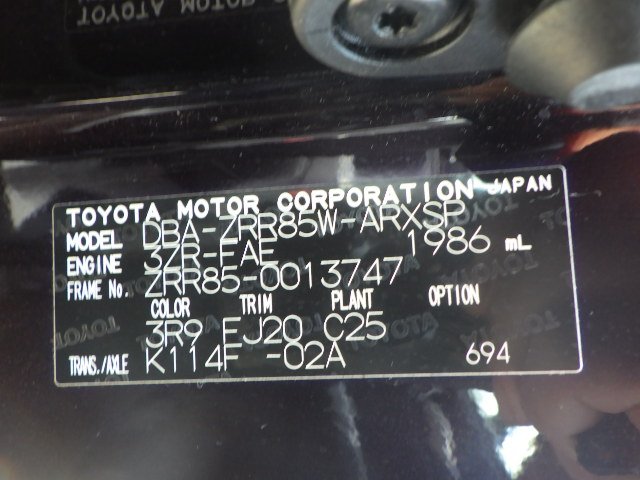 TOYOTA MOTOR CORPORATION JAPAN
MODEL DBA-ZRR85W-ARXSP
ENGINE 3ZR-FAE 1986 mL
FRAME No. ZRR85-0013747
COLOR TRIM PLANT OPTION
3R9 FJ20 C25
TRANS./AXLE K114F -02A 694